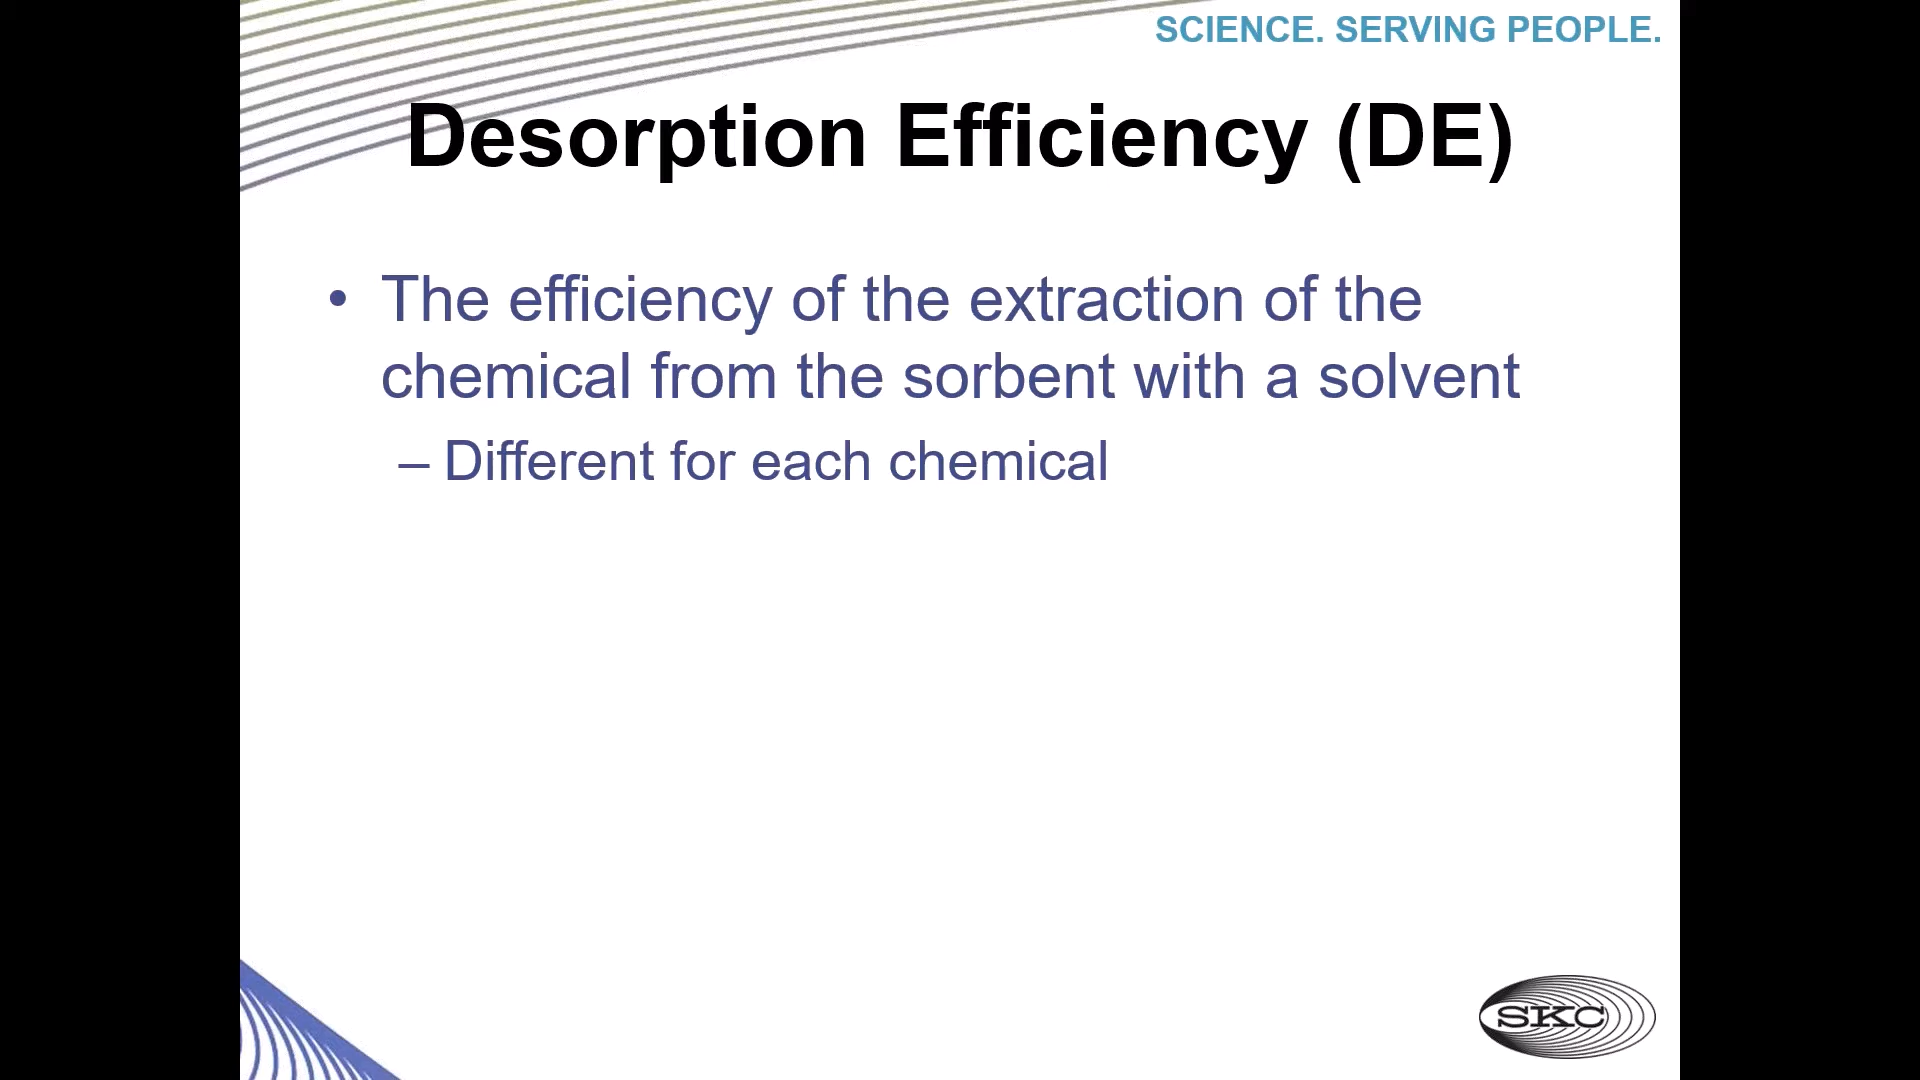 SCIENCE. SERVING PEOPLE.
Desorption Efficiency (DE)
• The efficiency of the extraction of the
chemical from the sorbent with a solvent
– Different for each chemical
SKC